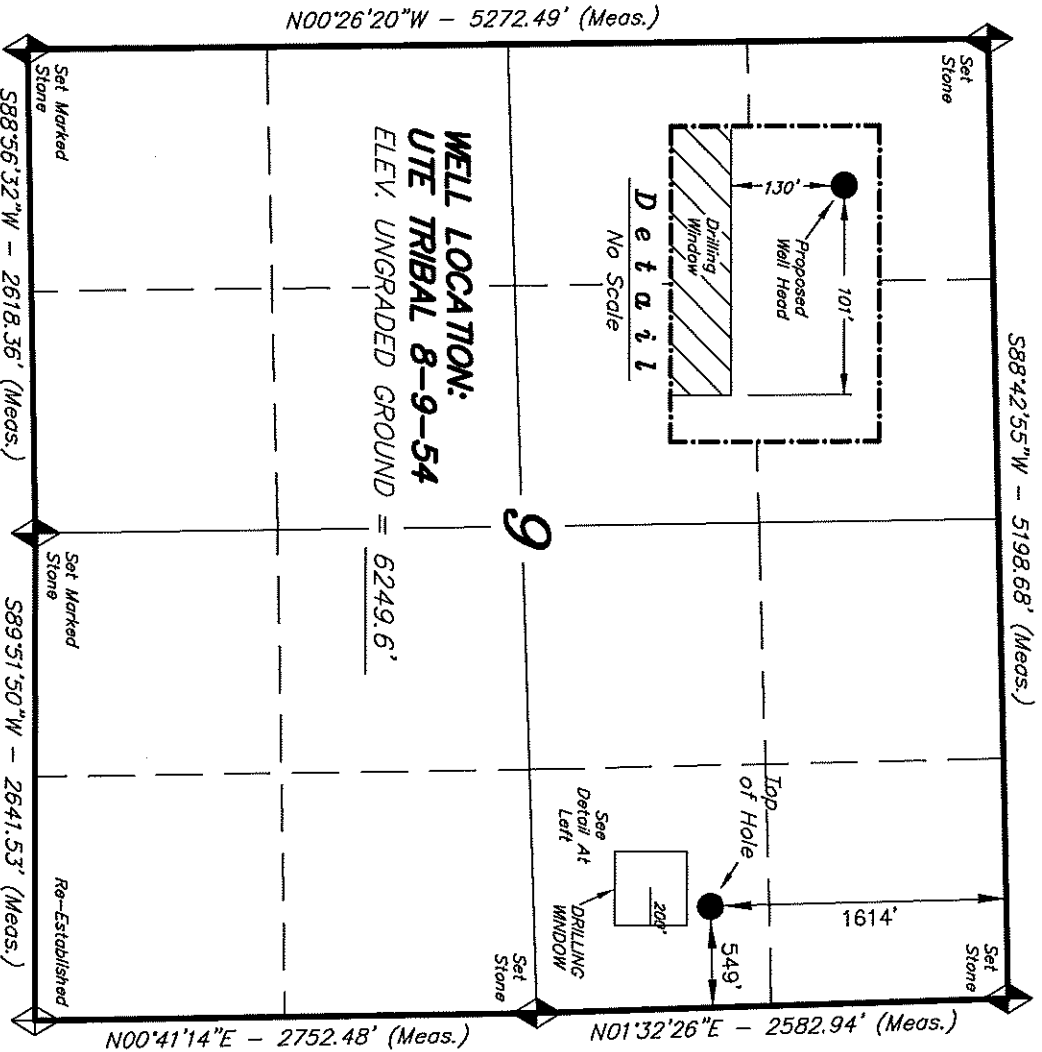 N00°26'20"W - 5272.49' (Meas.)
Set
Stone
S88°42'55"W - 5198.68' (Meas.)
Set
Stone
Set Marked
Stone
S88°56'32"W - 2618.36' (Meas.)
130'
101'
Proposed
Well Head
Drilling
Window
Detail
No Scale
WELL LOCATION:
UTE TRIBAL 8-9-54
ELEV. UNGRADED GROUND = 6249.6'
9
Top
of Hole
1614'
549'
See
Detail At
Left
200'
DRILLING
WINDOW
Set
Stone
Set Marked
Stone
S89°51'50"W - 2641.53' (Meas.)
Re-Established
N00°41'14"E - 2752.48' (Meas.)
N01°32'26"E - 2582.94' (Meas.)